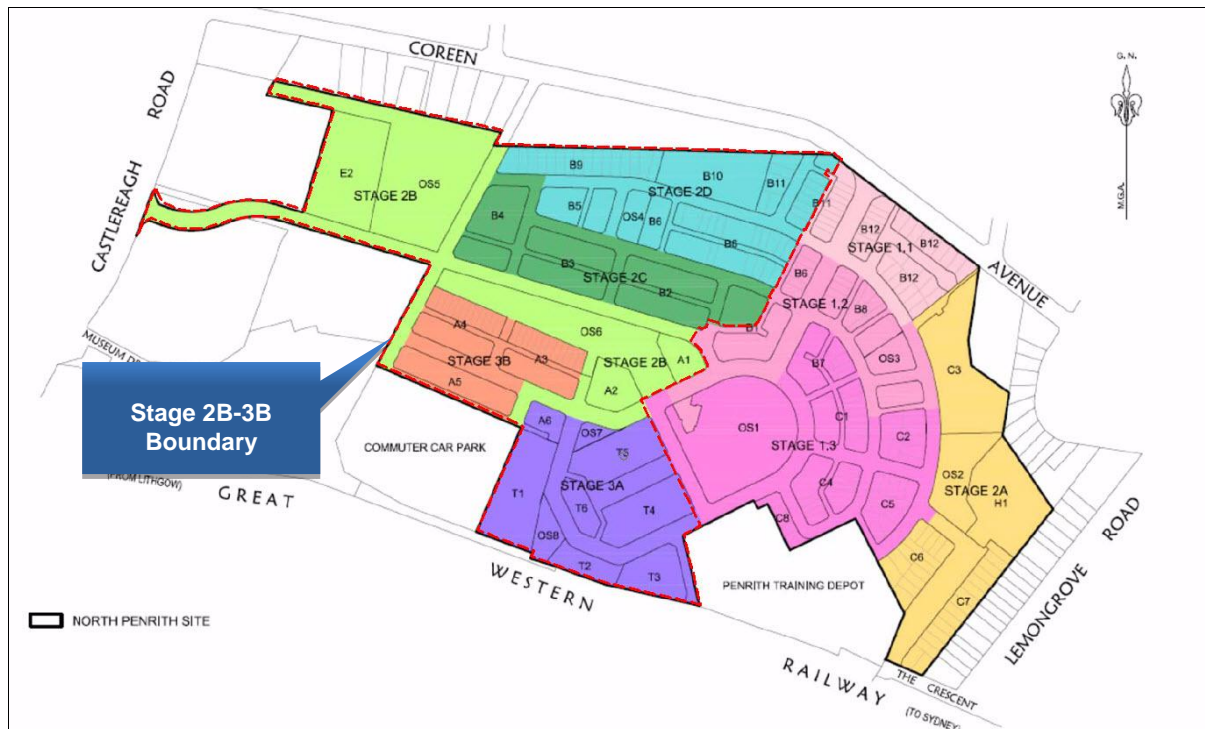 COREEN
AVENUE
CASTLEREAGH
ROAD
G. N.
M.G.A.
E2
OS5
STAGE 2B
B9
B10
B11
STAGE 2D
B4
B5
OS4
B6
B5
B11
B12
STAGE 1,1
B12
B12
B3
STAGE 2C
B2
B6
STAGE 1,2
B8
B1
OS3
A4
A3
STAGE 3B
A5
OS6
STAGE 2B
A1
A2
B7
C1
C2
C3
OS1
STAGE 1,3
C4
C5
C8
OS2
STAGE 2A
H1
C6
C7
A6
OS7
T5
STAGE 3A
T1
T6
T4
OS8
T2
T3
Stage 2B-3B
Boundary
COMMUTER CAR PARK
(FROM LITHGOW)
GREAT
WESTERN
RAILWAY
PENRITH TRAINING DEPOT
LEMONGROVE
ROAD
THE CRESCENT
(TO SYDNEY)
NORTH PENRITH SITE
MUSEUM